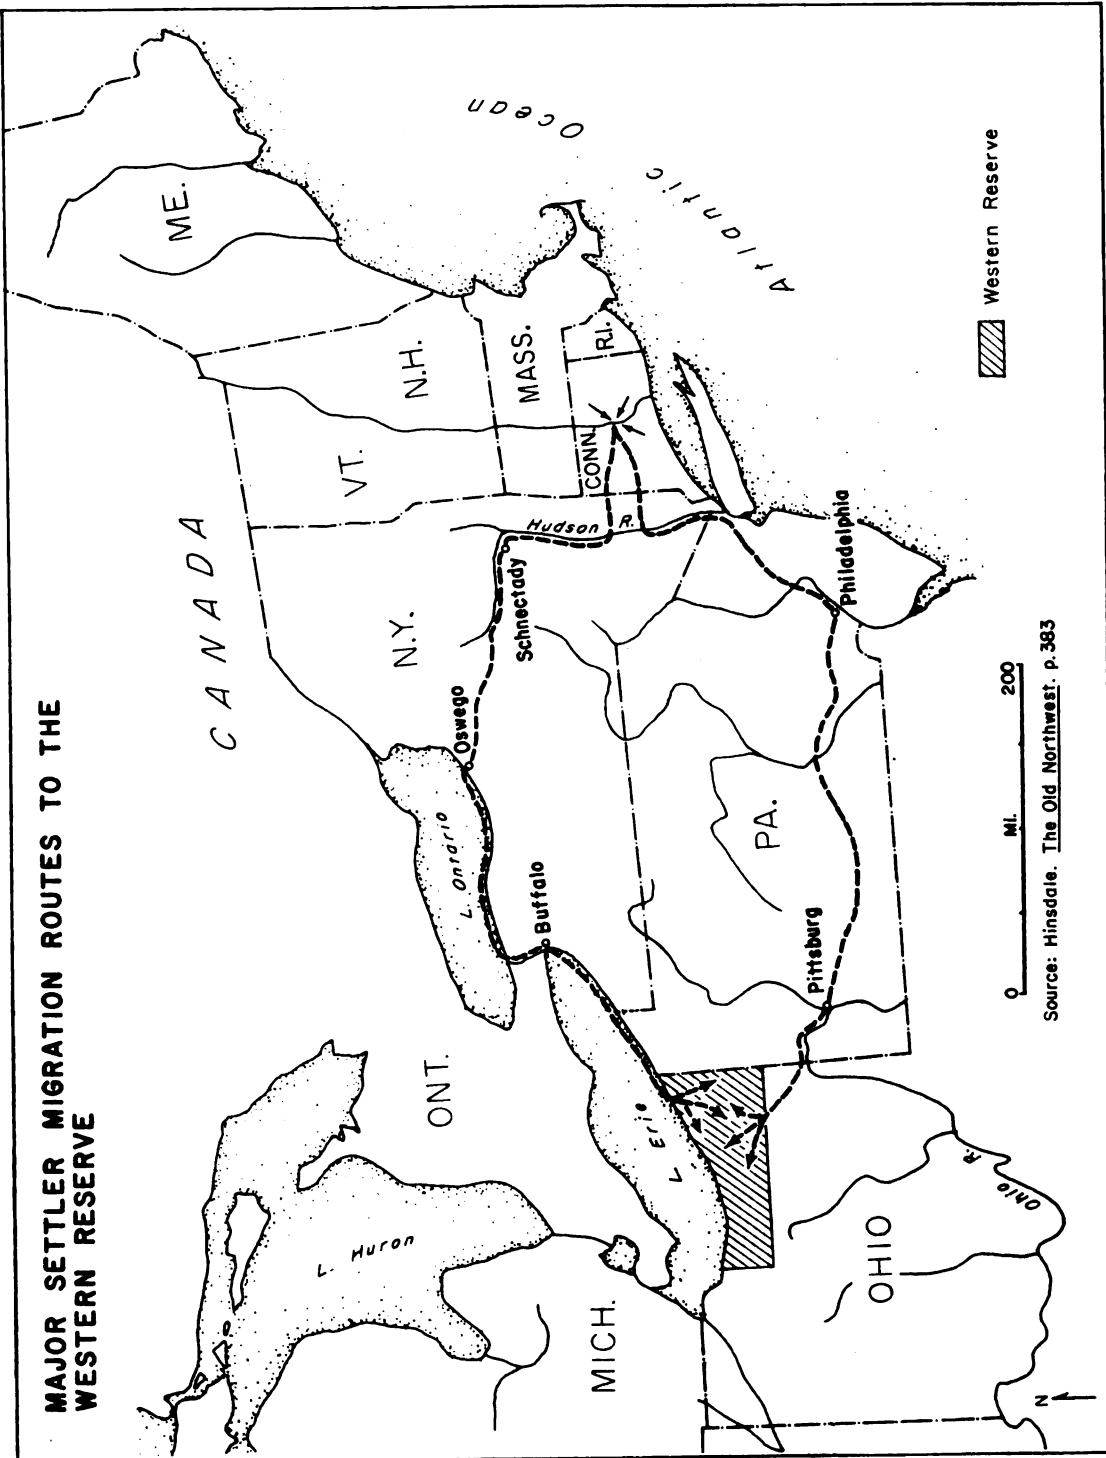 MAJOR SETTLER MIGRATION ROUTES TO THE
WESTERN RESERVE
CANADA
ME.
VT.
N.H.
MASS.
R.I.
CONN.
N.Y.
Hudson R.
Schnectady
Oswego
L. Ontario
Buffalo
ONT.
L. Huron
L. Erie
MICH.
OHIO
Ohio R.
PA.
Pittsburg
Philadelphia
Atlantic Ocean
Western Reserve
0 MI. 200
Source: Hinsdale. The Old Northwest. p.383
N